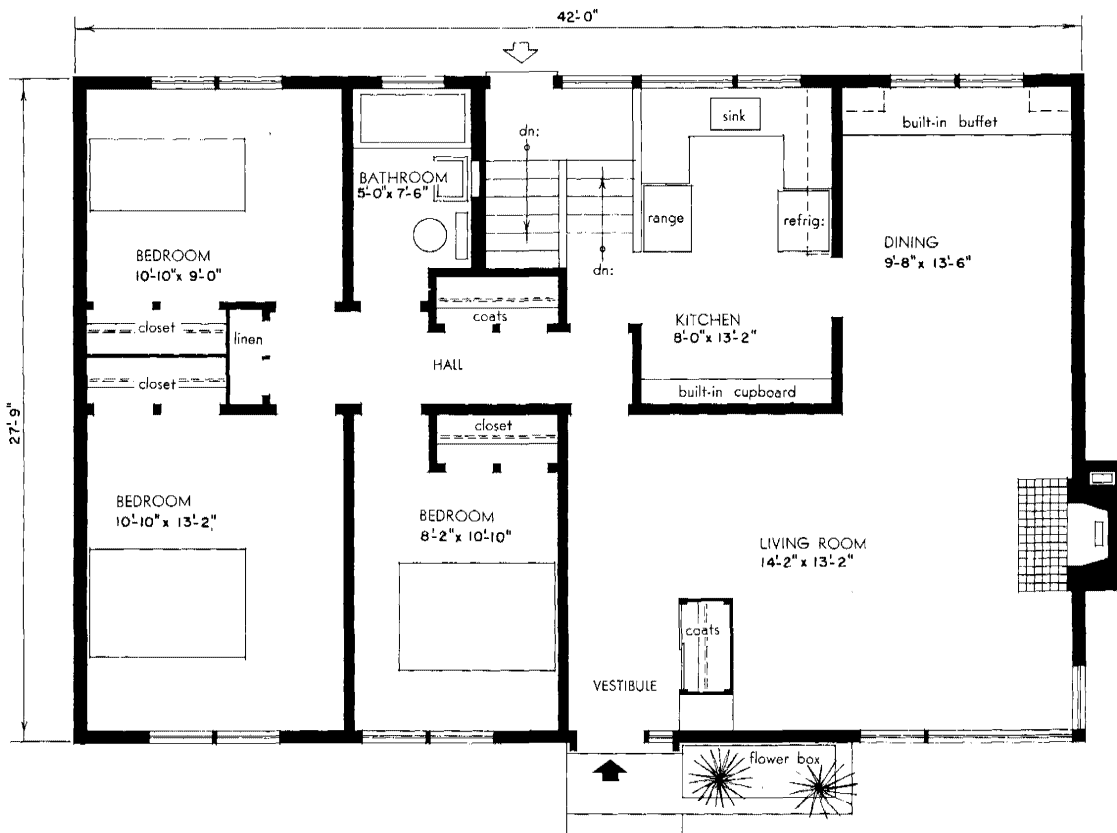 42'-0"
sink
built-in buffet
dn:
BATHROOM
5'-0" x 7'-6"
range
refrig:
DINING
9'-8" x 13'-6"
BEDROOM
10'-10" x 9'-0"
dn:
coats
KITCHEN
8'-0" x 13'-2"
closet
linen
HALL
closet
built-in cupboard
27'-9"
closet
BEDROOM
10'-10" x 13'-2"
BEDROOM
8'-2" x 10'-10"
LIVING ROOM
14'-2" x 13'-2"
coats
VESTIBULE
flower box